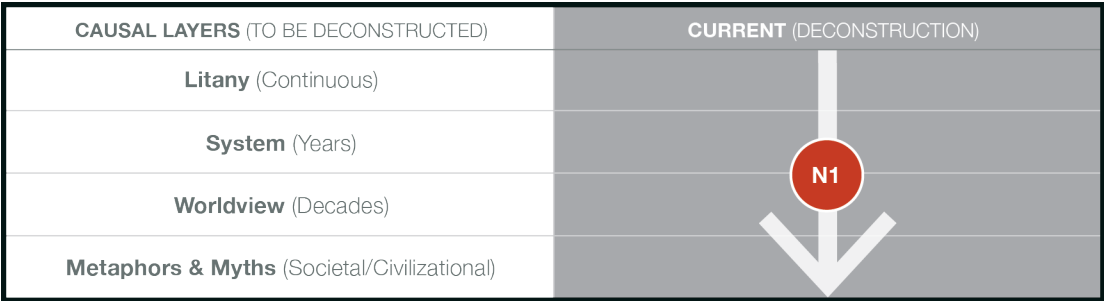 CAUSAL LAYERS (TO BE DECONSTRUCTED)
CURRENT (DECONSTRUCTION)
Litany (Continuous)
System (Years)
N1
Worldview (Decades)
Metaphors & Myths (Societal/Civilizational)